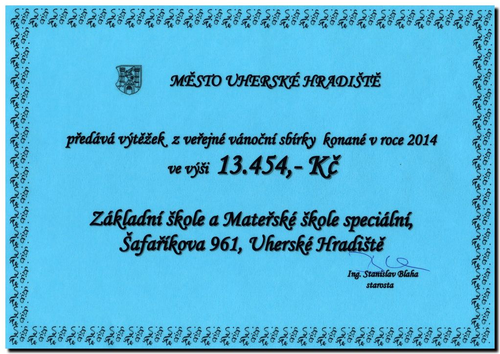 MĚSTO UHERSKÉ HRADIŠTĚ
předává výtěžek z veřejné vánoční sbírky konané v roce 2014
ve výši 13.454,- Kč
Základní škole a Mateřské škole speciální,
Šafaříkova 961, Uherské Hradiště
Ing. Stanislav Blaha
starosta